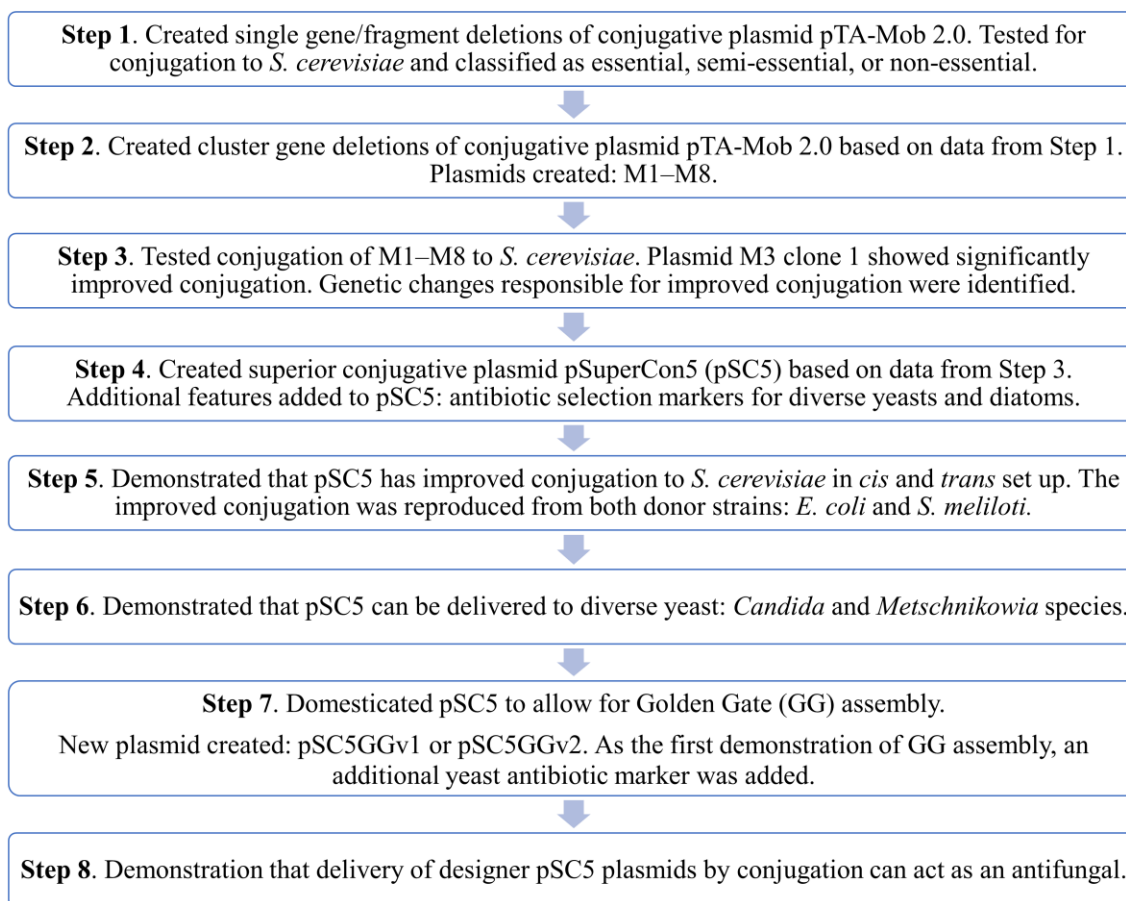 Step 1. Created single gene/fragment deletions of conjugative plasmid pTA-Mob 2.0. Tested for
conjugation to S. cerevisiae and classified as essential, semi-essential, or non-essential.
Step 2. Created cluster gene deletions of conjugative plasmid pTA-Mob 2.0 based on data from Step 1.
Plasmids created: M1–M8.
Step 3. Tested conjugation of M1–M8 to S. cerevisiae. Plasmid M3 clone 1 showed significantly
improved conjugation. Genetic changes responsible for improved conjugation were identified.
Step 4. Created superior conjugative plasmid pSuperCon5 (pSC5) based on data from Step 3.
Additional features added to pSC5: antibiotic selection markers for diverse yeasts and diatoms.
Step 5. Demonstrated that pSC5 has improved conjugation to S. cerevisiae in cis and trans set up. The
improved conjugation was reproduced from both donor strains: E. coli and S. meliloti.
Step 6. Demonstrated that pSC5 can be delivered to diverse yeast: Candida and Metschnikowia species.
Step 7. Domesticated pSC5 to allow for Golden Gate (GG) assembly.
New plasmid created: pSC5GGv1 or pSC5GGv2. As the first demonstration of GG assembly, an
additional yeast antibiotic marker was added.
Step 8. Demonstration that delivery of designer pSC5 plasmids by conjugation can act as an antifungal.